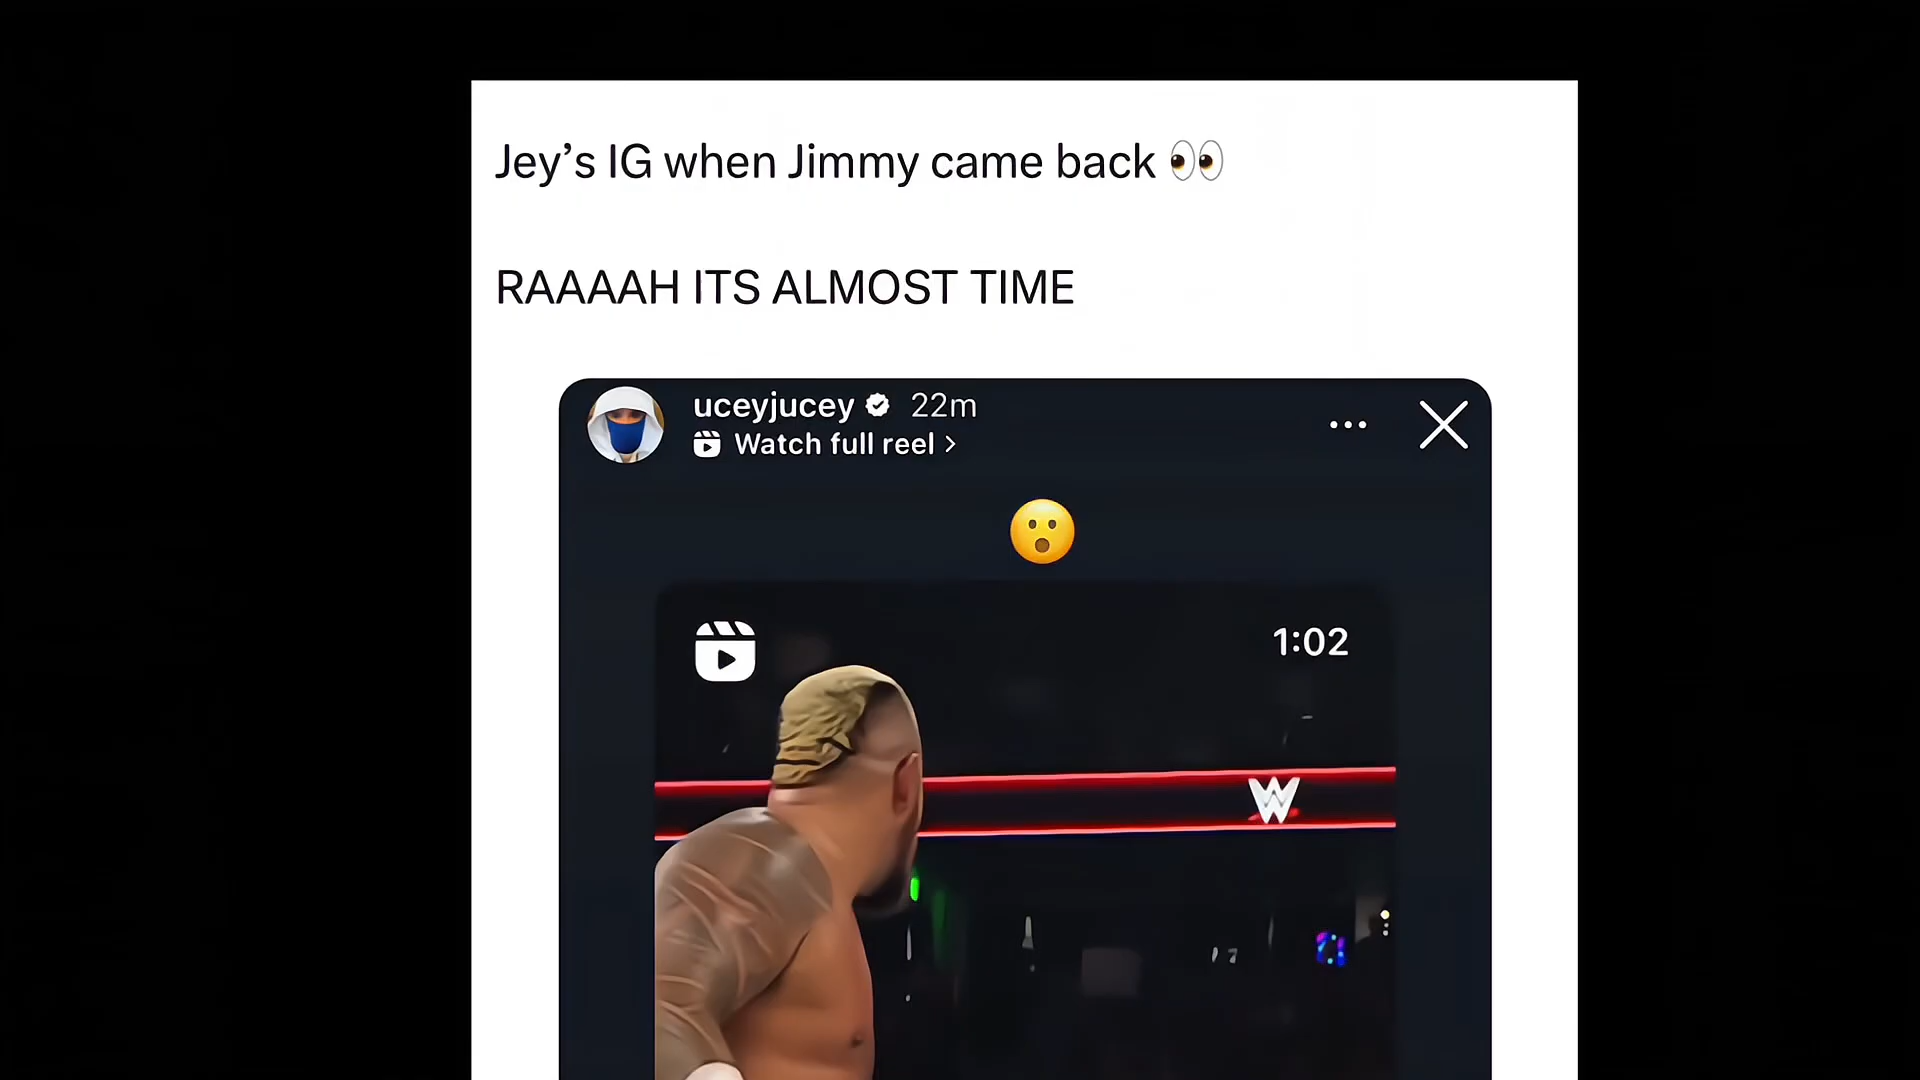 Jey’s IG when Jimmy came back 👀
RAAAAH ITS ALMOST TIME
uceyjucey 22m
Watch full reel >
😮
1:02
W